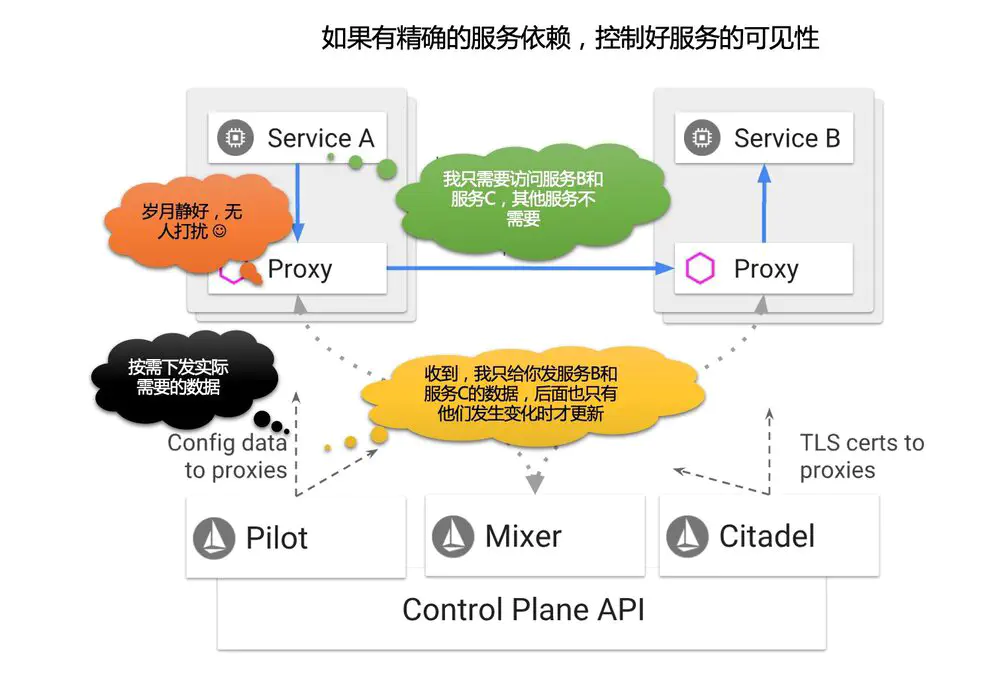 如果有精确的服务依赖，控制好服务的可见性
Service A
Service B
我只需要访问服务B和
服务C，其他服务不
需要
岁月静好，无
人打扰☺
Proxy
Proxy
按需下发实际
需要的数据
收到，我只给你发服务B和
服务C的数据，后面也只有
他们发生变化时才更新
Config data
to proxies
TLS certs to
proxies
Pilot
Mixer
Citadel
Control Plane API